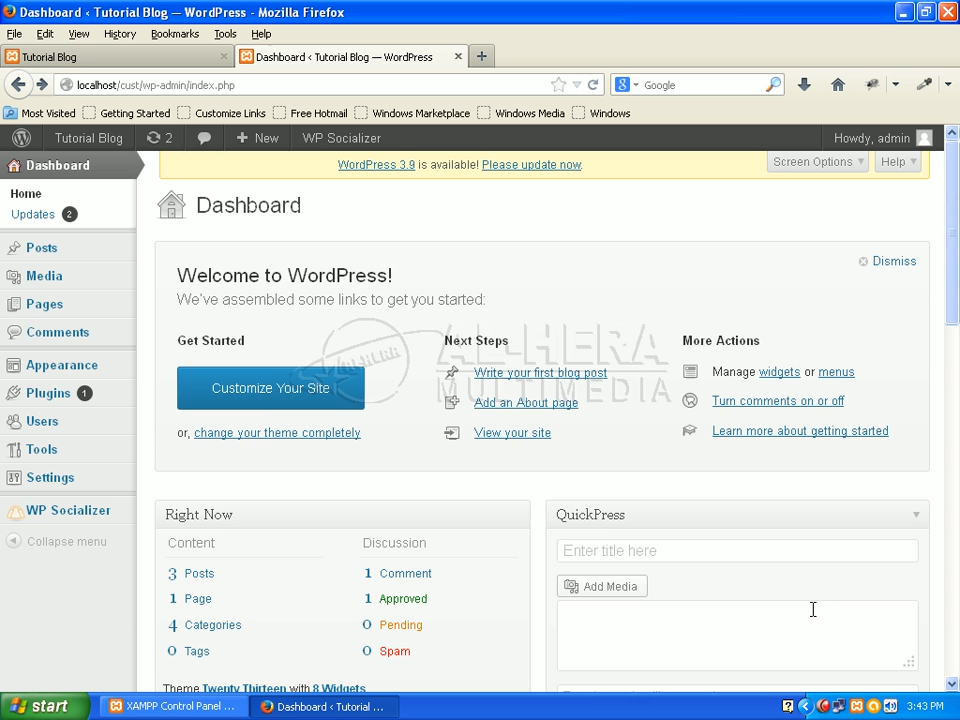 Dashboard ‹ Tutorial Blog — WordPress - Mozilla Firefox
File Edit View History Bookmarks Tools Help
Tutorial Blog
Dashboard ‹ Tutorial Blog — WordPress
localhost/cust/wp-admin/index.php
Google
Most Visited Getting Started Customize Links Free Hotmail Windows Marketplace Windows Media Windows
Tutorial Blog 2 New WP Socializer Howdy, admin
WordPress 3.9 is available! Please update now.
Screen Options Help
Dashboard
Home
Updates 2
Posts
Media
Pages
Comments
Appearance
Plugins 1
Users
Tools
Settings
WP Socializer
Collapse menu
Dashboard
Welcome to WordPress!
Dismiss
We've assembled some links to get you started:
Get Started
Customize Your Site
or, change your theme completely
Next Steps
Write your first blog post
Add an About page
View your site
More Actions
Manage widgets or menus
Turn comments on or off
Learn more about getting started
AL-HERA
MULTIMEDIA
Right Now
Content
3 Posts
1 Page
4 Categories
0 Tags
Discussion
1 Comment
1 Approved
0 Pending
0 Spam
Theme Twenty Thirteen with 8 Widgets
QuickPress
Enter title here
Add Media
start
XAMPP Control Panel ...
Dashboard ‹ Tutorial ...
3:43 PM